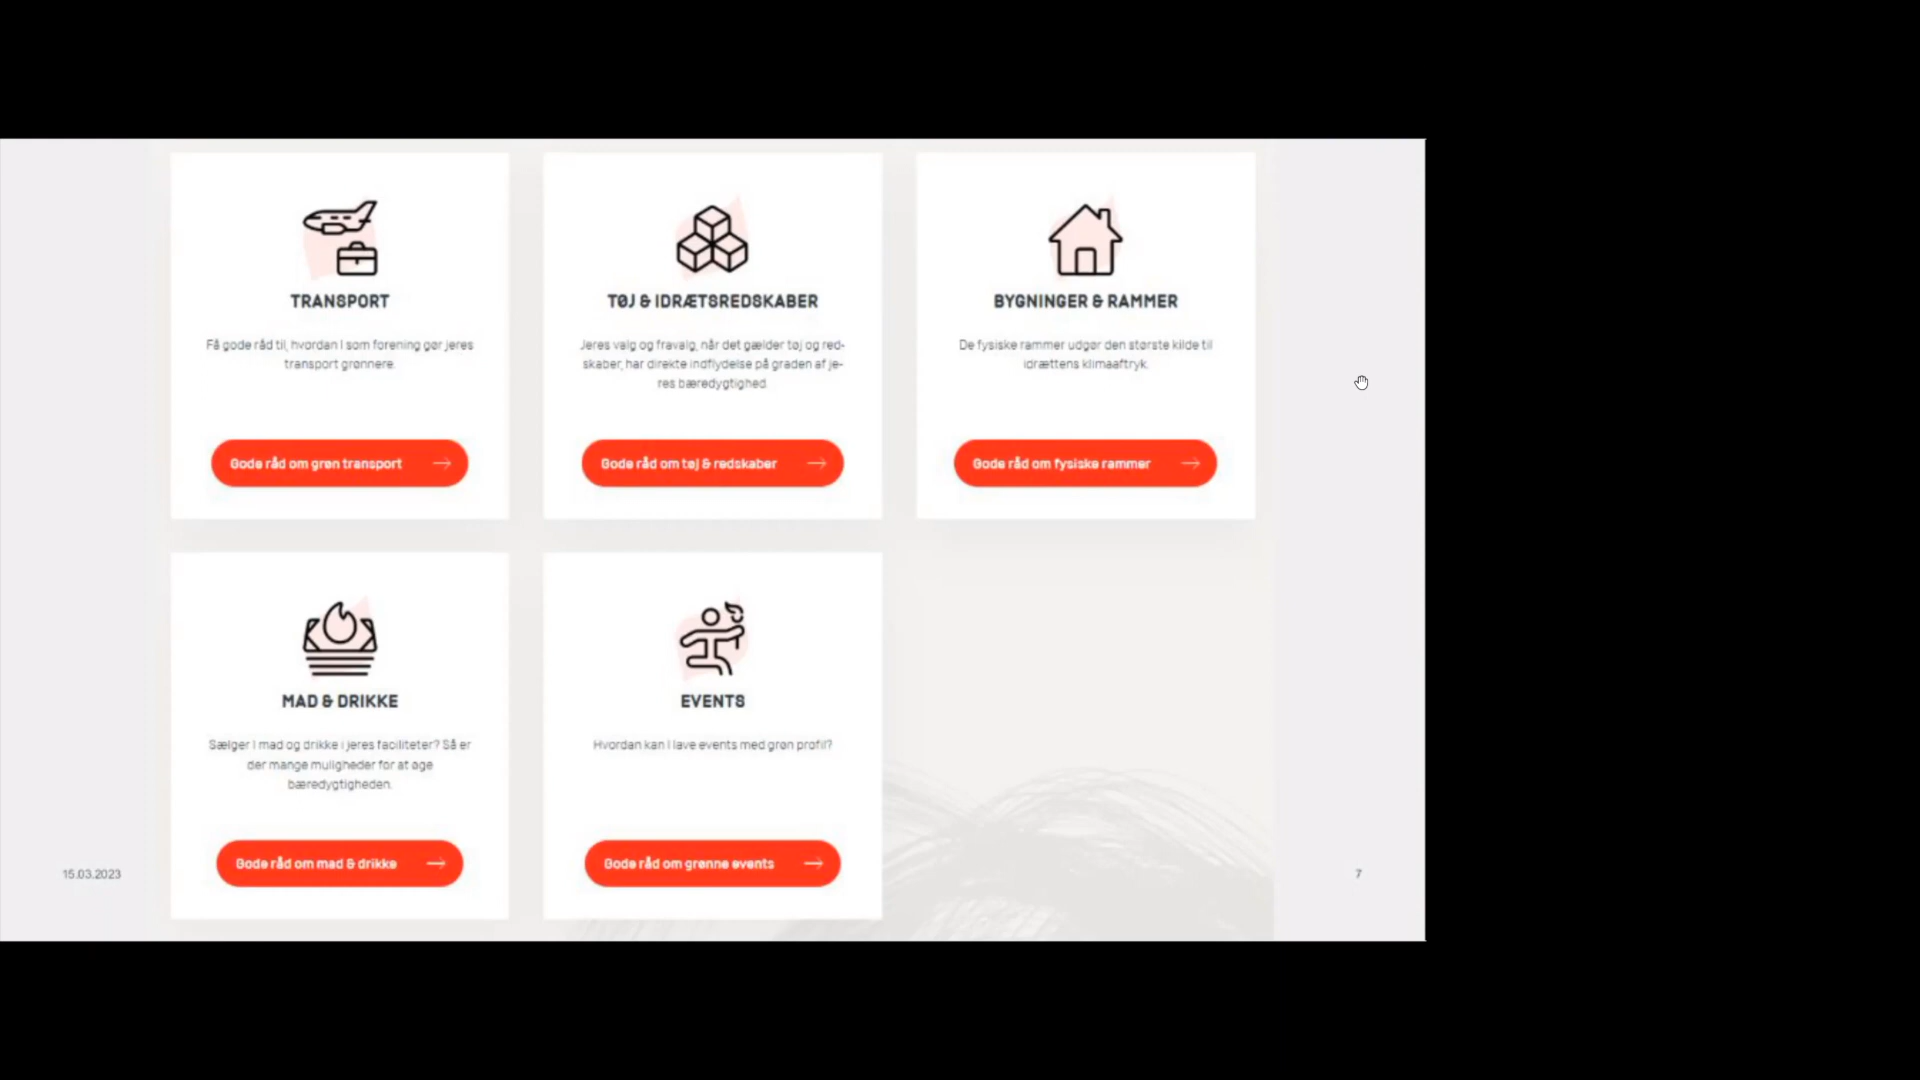 TRANSPORT
Få gode råd til, hvordan I som forening gør jeres
transport grønnere.
Gode råd om grøn transport
TØJ & IDRÆTSREDSKABER
Jeres valg og fravalg, når det gælder tøj og red-
skaber, har direkte indflydelse på graden af je-
res bæredygtighed.
Gode råd om tøj & redskaber
BYGNINGER & RAMMER
De fysiske rammer udgør den største kilde til
idrættens klimaaftryk.
Gode råd om fysiske rammer
MAD & DRIKKE
Sælger I mad og drikke i jeres faciliteter? Så er
der mange muligheder for at øge
bæredygtigheden.
Gode råd om mad & drikke
EVENTS
Hvordan kan I lave events med grøn profil?
Gode råd om grønne events
15.03.2023
7